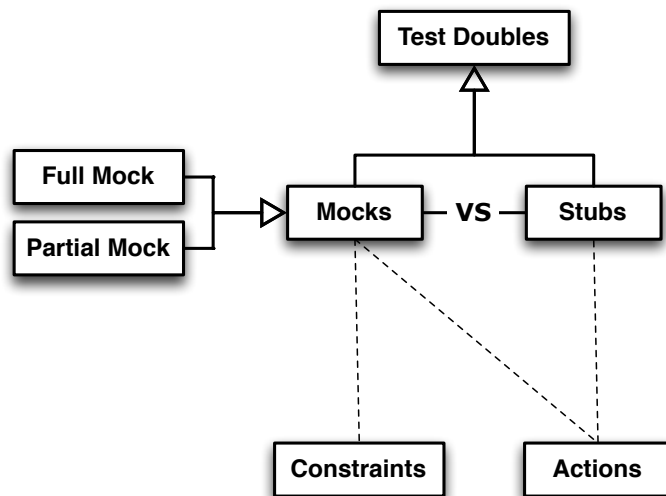 Test Doubles
Full Mock
Mocks
VS
Stubs
Partial Mock
Constraints
Actions